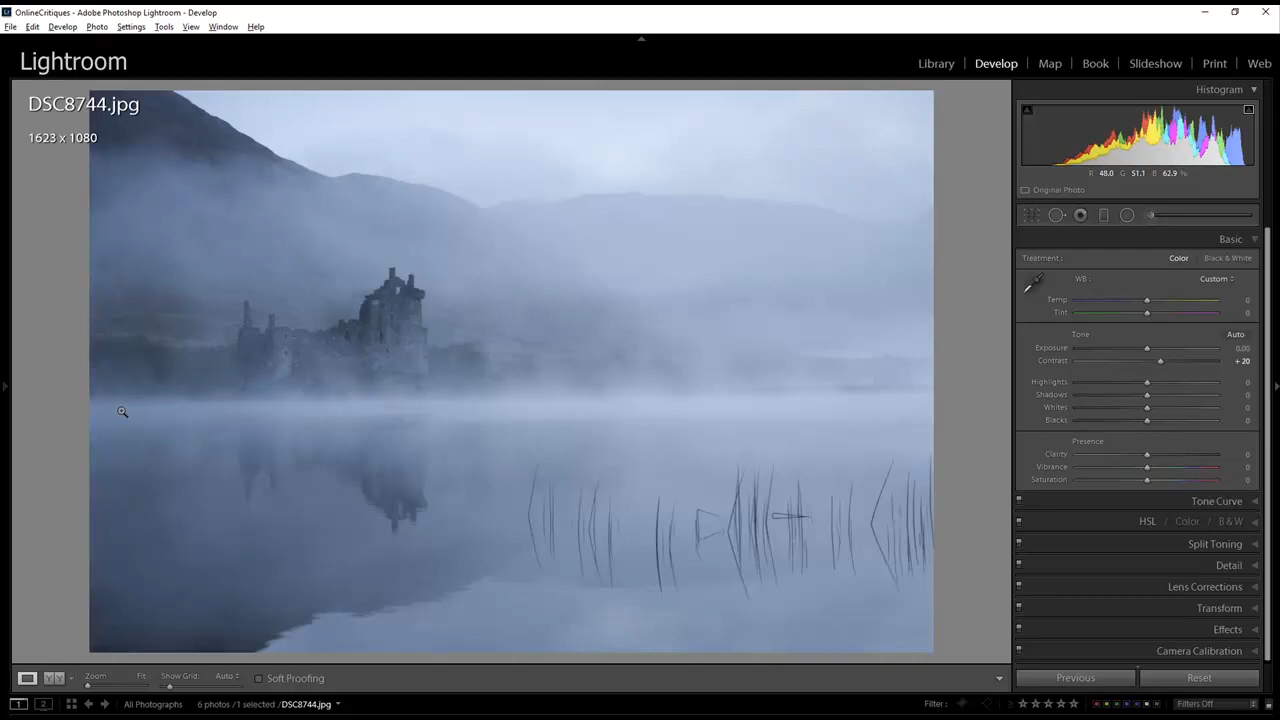 OnlineCritiques - Adobe Photoshop Lightroom - Develop
File Edit Develop Photo Settings Tools View Window Help
Lightroom
Library Develop Map Book Slideshow Print Web
DSC8744.jpg
1623 x 1080
Histogram
R 48.0 G 51.1 B 62.9 %
Original Photo
Basic
Treatment : Color Black & White
WB : Custom
Temp 0
Tint 0
Tone Auto
Exposure 0.00
Contrast + 20
Highlights 0
Shadows 0
Whites 0
Blacks 0
Presence
Clarity 0
Vibrance 0
Saturation 0
Tone Curve
HSL / Color / B & W
Split Toning
Detail
Lens Corrections
Transform
Effects
Camera Calibration
Zoom Fit Show Grid: Auto Soft Proofing
Previous Reset
1 2 All Photographs 6 photos / 1 selected / DSC8744.jpg Filter : Filters Off